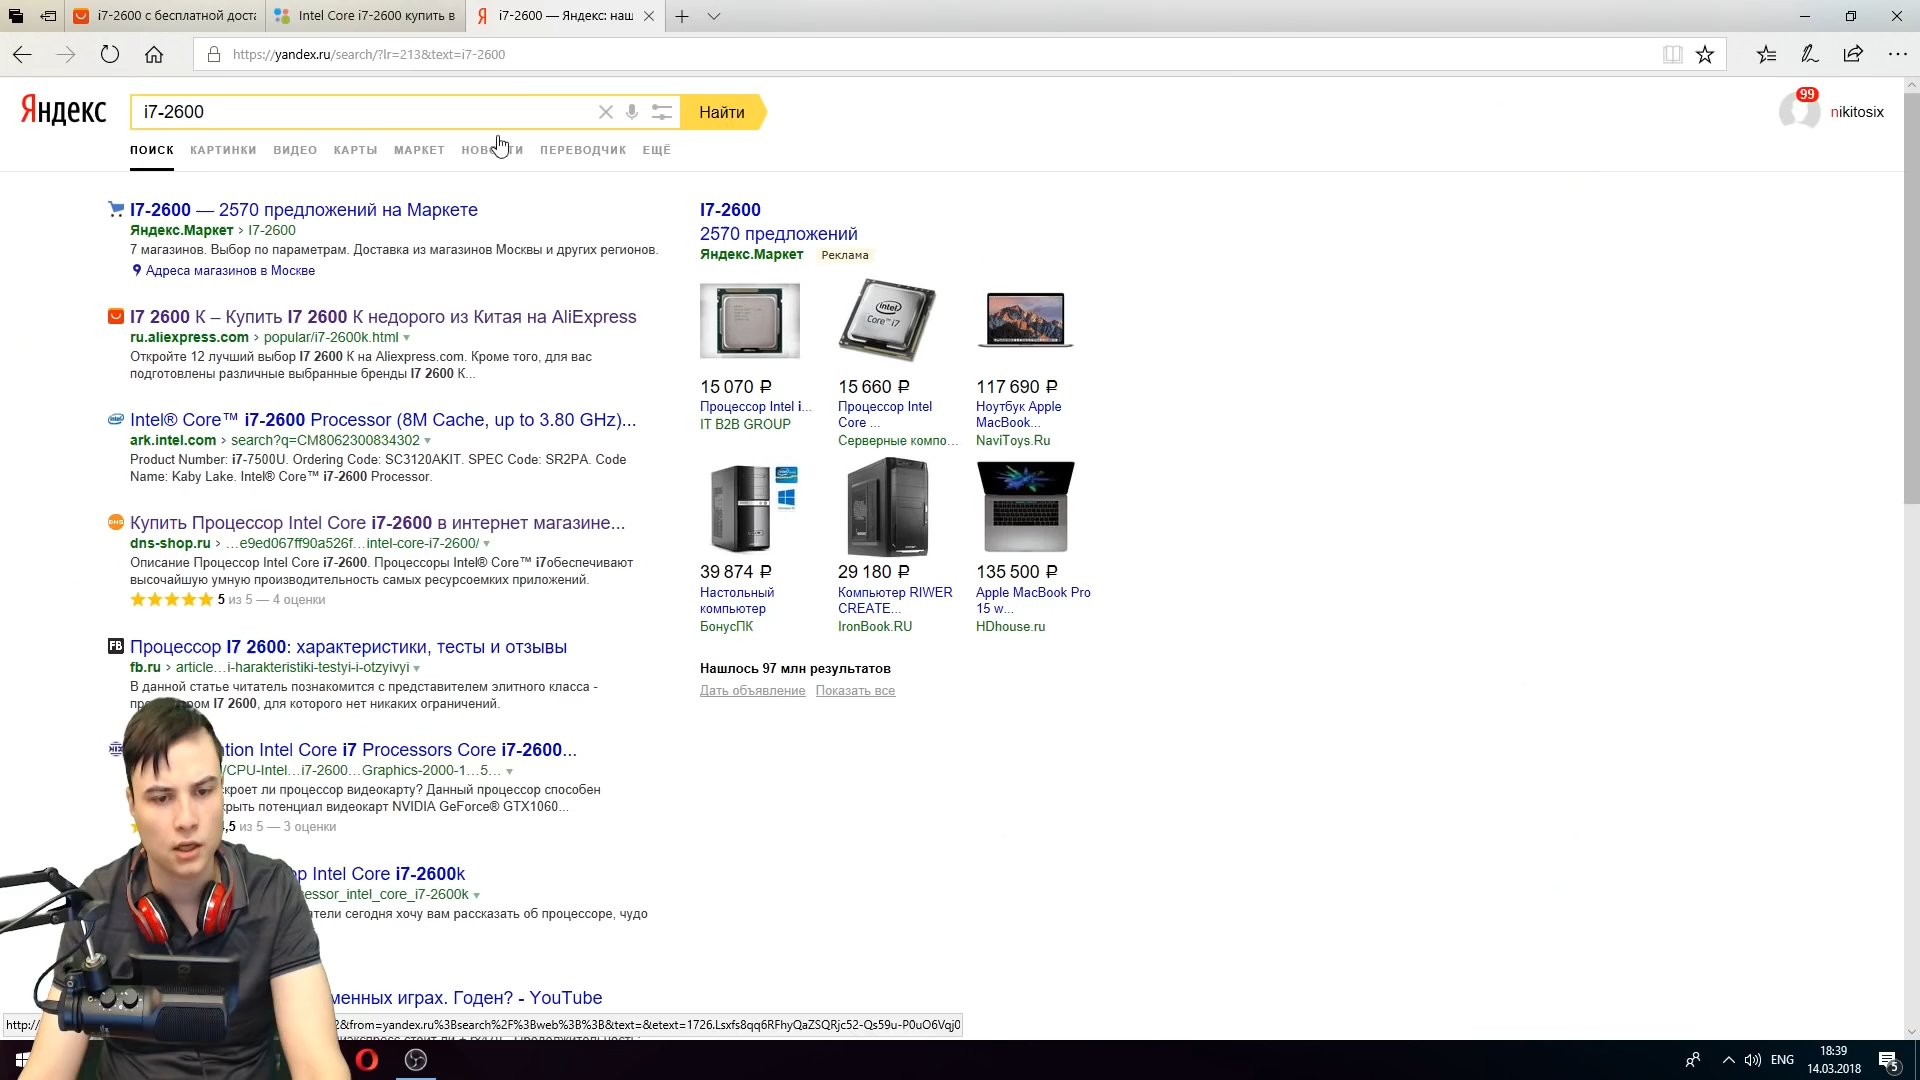 i7-2600 с бесплатной доста
Intel Core i7-2600 купить в
i7-2600 — Яндекс: наш
https://yandex.ru/search/?lr=213&text=i7-2600
Яндекс
i7-2600
Найти
99
nikitosix
ПОИСК КАРТИНКИ ВИДЕО КАРТЫ МАРКЕТ НОВОСТИ ПЕРЕВОДЧИК ЕЩЁ
I7-2600 — 2570 предложений на Маркете
Яндекс.Маркет › I7-2600
7 магазинов. Выбор по параметрам. Доставка из магазинов Москвы и других регионов.
Адреса магазинов в Москве
I7 2600 К – Купить I7 2600 К недорого из Китая на AliExpress
ru.aliexpress.com › popular/i7-2600k.html
Откройте 12 лучший выбор I7 2600 К на Aliexpress.com. Кроме того, для вас
подготовлены различные выбранные бренды I7 2600 К...
Intel® Core™ i7-2600 Processor (8M Cache, up to 3.80 GHz)...
ark.intel.com › search?q=CM8062300834302
Product Number: i7-7500U. Ordering Code: SC3120AKIT. SPEC Code: SR2PA. Code
Name: Kaby Lake. Intel® Core™ i7-2600 Processor.
DNS
Купить Процессор Intel Core i7-2600 в интернет магазине...
dns-shop.ru › …e9ed067ff90a526f…intel-core-i7-2600/
Описание Процессор Intel Core i7-2600. Процессоры Intel® Core™ i7обеспечивают
высочайшую умную производительность самых ресурсоемких приложений.
5 из 5 — 4 оценки
FB
Процессор I7 2600: характеристики, тесты и отзывы
fb.ru › article…i-harakteristiki-testyi-i-otzyivyi
В данной статье читатель познакомится с представителем элитного класса -
ром I7 2600, для которого нет никаких ограничений.
tion Intel Core i7 Processors Core i7-2600...
/CPU-Intel…i7-2600…Graphics-2000-1…5…
кроет ли процессор видеокарту? Данный процессор способен
крыть потенциал видеокарт NVIDIA GeForce® GTX1060...
,5 из 5 — 3 оценки
ор Intel Core i7-2600k
essor_intel_core_i7-2600k
атели сегодня хочу вам рассказать об процессоре, чудо
менных играх. Годен? - YouTube
I7-2600
2570 предложений
Яндекс.Маркет Реклама
intel
Core™ i7
15 070 ₽ 15 660 ₽ 117 690 ₽
Процессор Intel i... Процессор Intel Ноутбук Apple
Core ... MacBook...
IT B2B GROUP Серверные компо... NaviToys.Ru
39 874 ₽ 29 180 ₽ 135 500 ₽
Настольный Компьютер RIWER Apple MacBook Pro
компьютер CREATE... 15 w...
БонусПК IronBook.RU HDhouse.ru
Нашлось 97 млн результатов
Дать объявление Показать все
http:/ 2&from=yandex.ru%3Bsearch%2F%3Bweb%3B%3B&text=&etext=1726.Lsxfs8qq6RFhyQaZSQRjc52-Qs59u-P0uO6Vqj0
ENG
18:39
14.03.2018
5